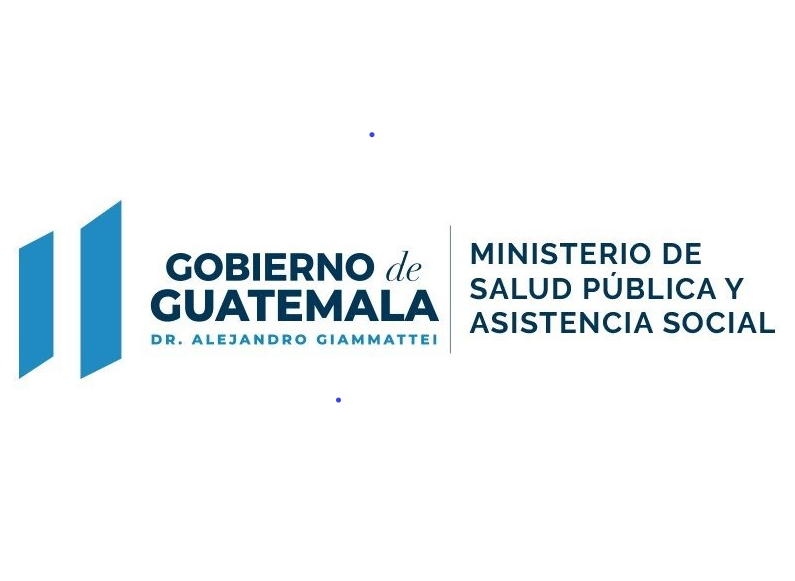 GOBIERNO de
GUATEMALA
DR. ALEJANDRO GIAMMATTEI
MINISTERIO DE
SALUD PÚBLICA Y
ASISTENCIA SOCIAL